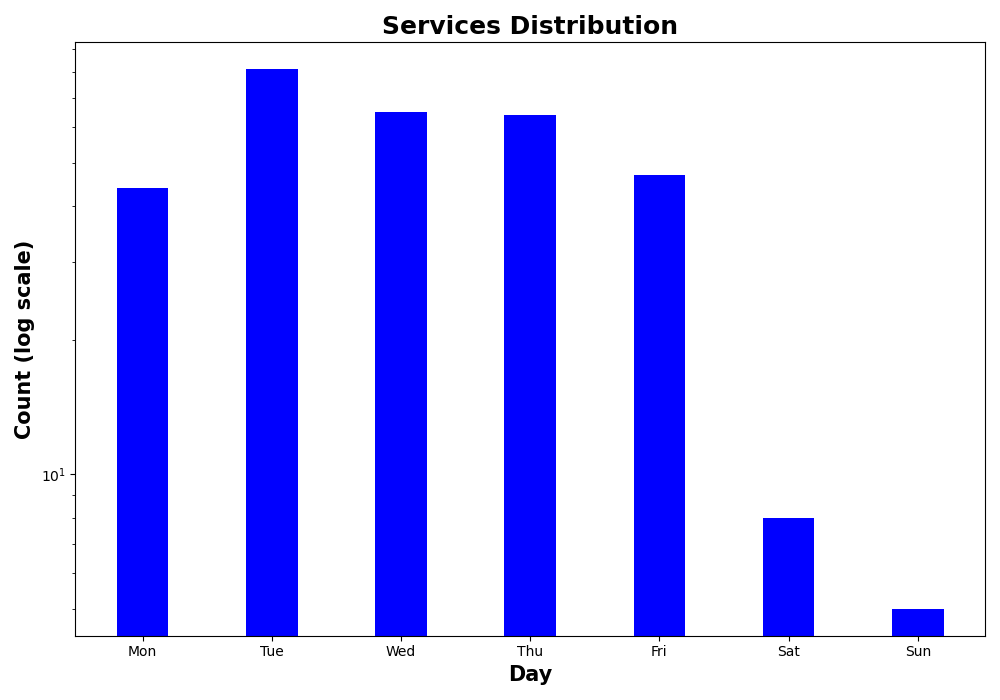 Services Distribution
Count (log scale)
10¹
Mon Tue Wed Thu Fri Sat Sun
Day